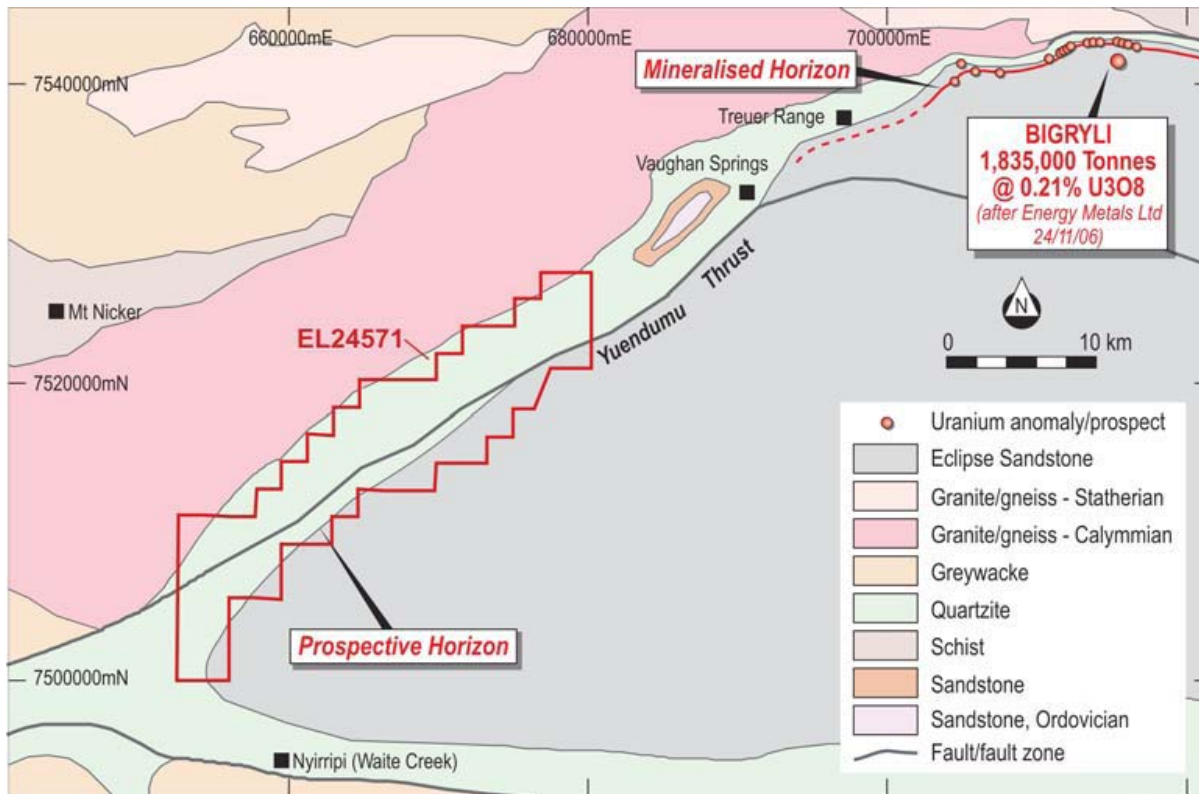 660000mE
680000mE
700000mE
7540000mN
7520000mN
7500000mN
Mineralised Horizon
Treuer Range
Vaughan Springs
BIGRYLI
1,835,000 Tonnes
@ 0.21% U3O8
(after Energy Metals Ltd
24/11/06)
Mt Nicker
EL24571
Yuendumu Thrust
N
0 10 km
Prospective Horizon
Nyirripi (Waite Creek)
Uranium anomaly/prospect
Eclipse Sandstone
Granite/gneiss - Statherian
Granite/gneiss - Calymmian
Greywacke
Quartzite
Schist
Sandstone
Sandstone, Ordovician
Fault/fault zone